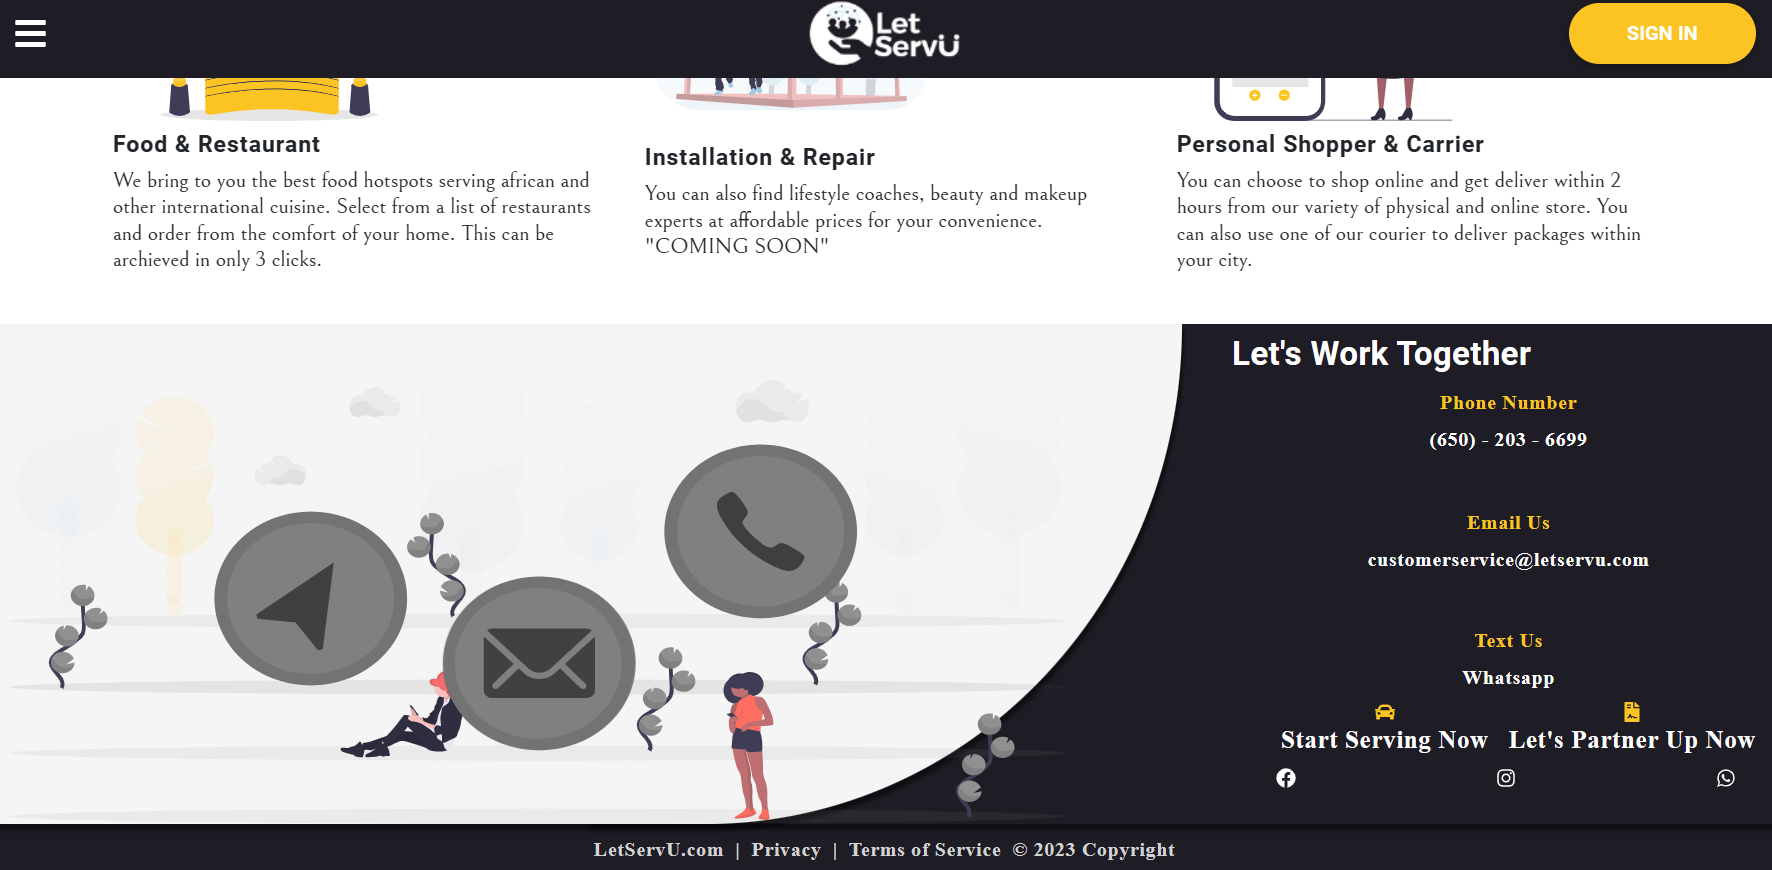 Let
ServU
SIGN IN
Food & Restaurant
We bring to you the best food hotspots serving african and
other international cuisine. Select from a list of restaurants
and order from the comfort of your home. This can be
archieved in only 3 clicks.
Installation & Repair
You can also find lifestyle coaches, beauty and makeup
experts at affordable prices for your convenience.
"COMING SOON"
Personal Shopper & Carrier
You can choose to shop online and get deliver within 2
hours from our variety of physical and online store. You
can also use one of our courier to deliver packages within
your city.
Let's Work Together
Phone Number
(650) - 203 - 6699
Email Us
customerservice@letservu.com
Text Us
Whatsapp
Start Serving Now
Let's Partner Up Now
LetServU.com | Privacy | Terms of Service © 2023 Copyright